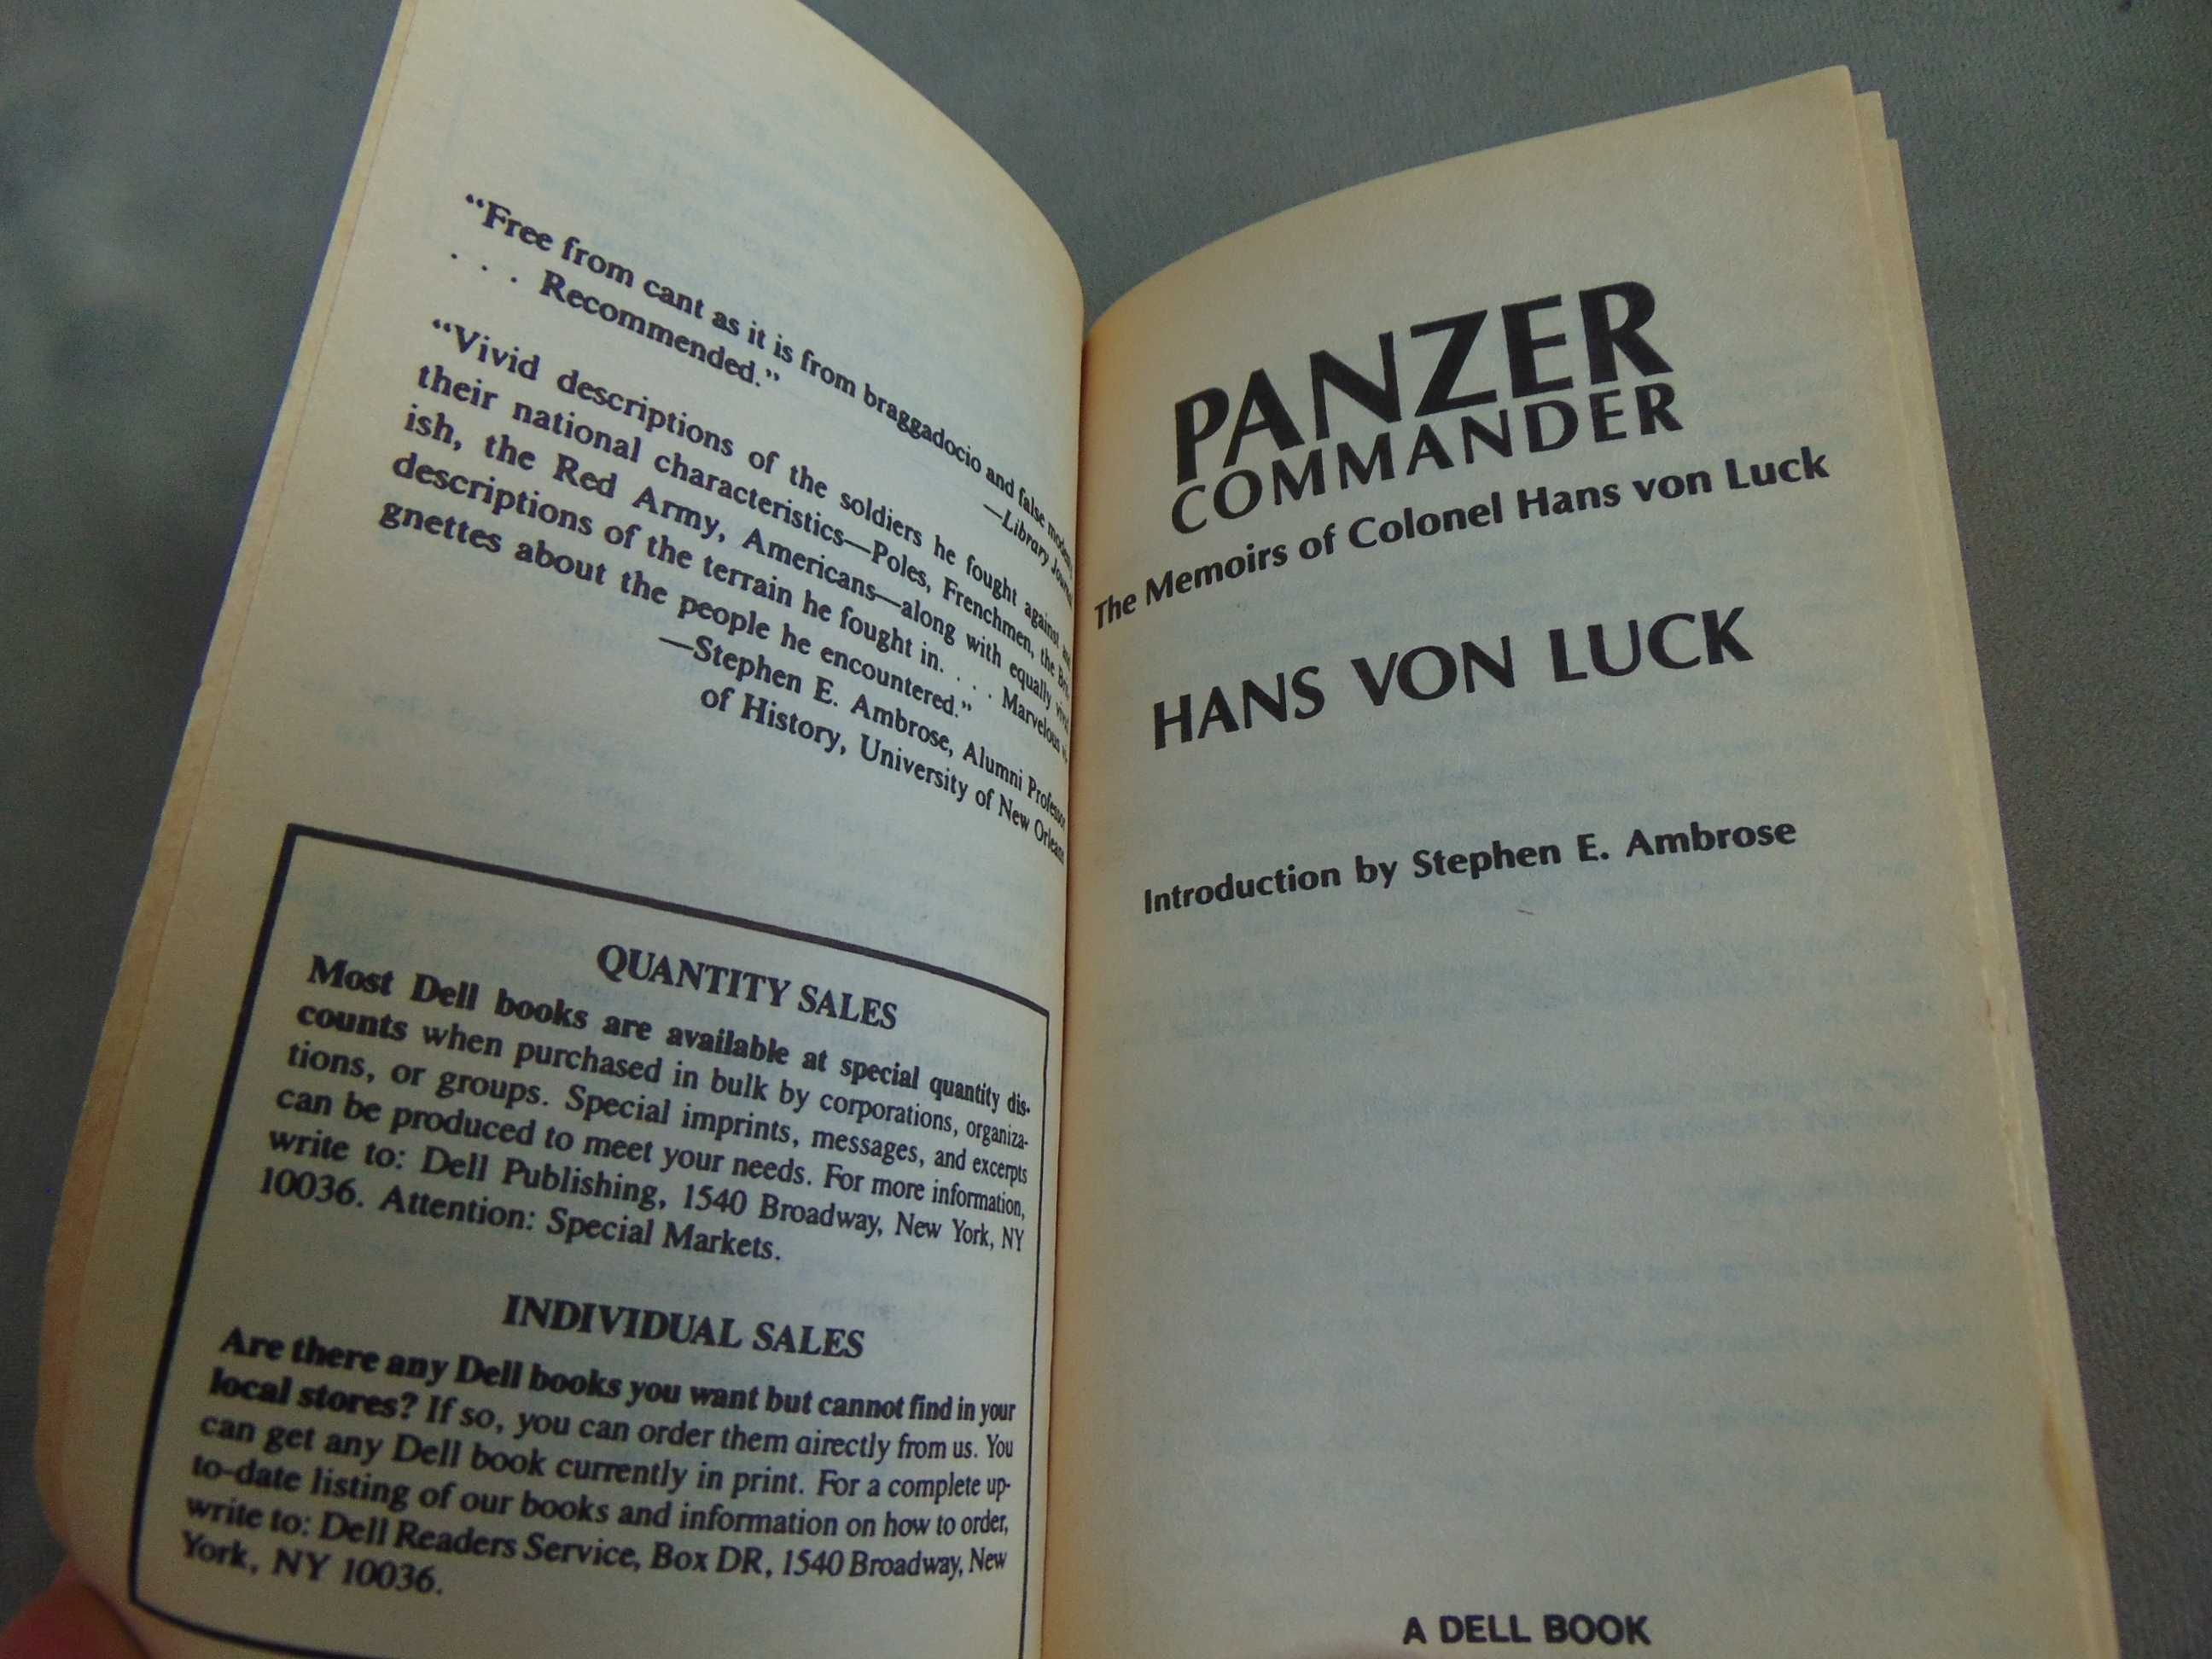 “Free from cant as it is from braggadocio and false
. . . Recommended.”
—Library
“Vivid descriptions of the soldiers he fought against
their national characteristics—Poles, Frenchmen, the Brit-
ish, the Red Army, Americans—along with equally vivid
descriptions of the terrain he fought in. . . . Marvelous vi-
gnettes about the people he encountered.”
—Stephen E. Ambrose, Alumni Professor
of History, University of New Orleans
QUANTITY SALES
Most Dell books are available at special quantity dis-
counts when purchased in bulk by corporations, organiza-
tions, or groups. Special imprints, messages, and excerpts
can be produced to meet your needs. For more information,
write to: Dell Publishing, 1540 Broadway, New York, NY
10036. Attention: Special Markets.
INDIVIDUAL SALES
Are there any Dell books you want but cannot find in your
local stores? If so, you can order them directly from us. You
can get any Dell book currently in print. For a complete up-
to-date listing of our books and information on how to order,
write to: Dell Readers Service, Box DR, 1540 Broadway, New
York, NY 10036.
PANZER
COMMANDER
The Memoirs of Colonel Hans von Luck
HANS VON LUCK
Introduction by Stephen E. Ambrose
A DELL BOOK